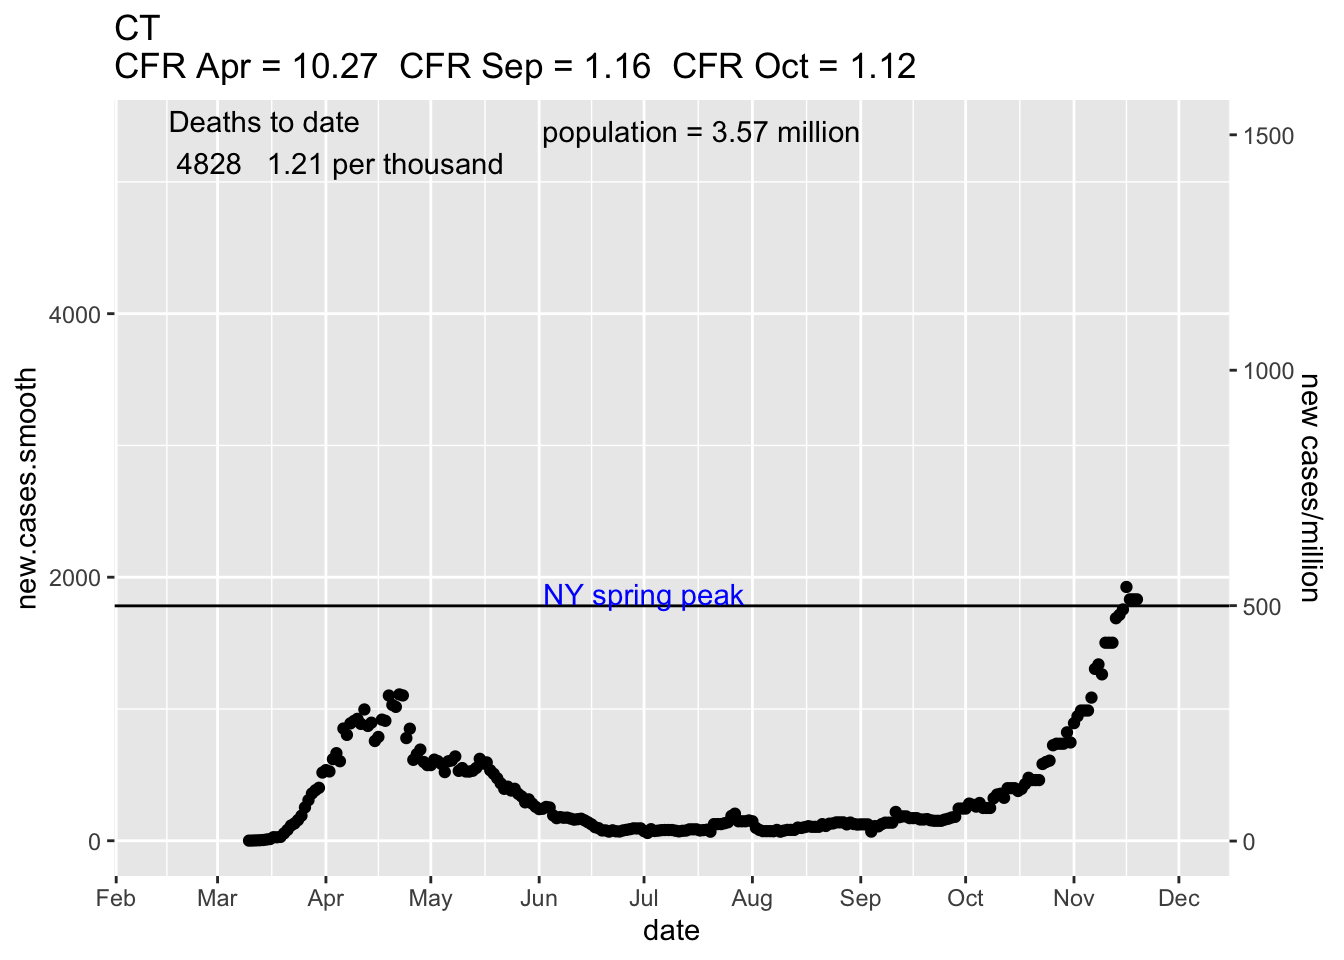 CT
CFR Apr = 10.27  CFR Sep = 1.16  CFR Oct = 1.12
Deaths to date
4828   1.21 per thousand
population = 3.57 million
1500
1000
500
0
4000
2000
0
new.cases.smooth
new cases/million
NY spring peak
Feb Mar Apr May Jun Jul Aug Sep Oct Nov Dec
date